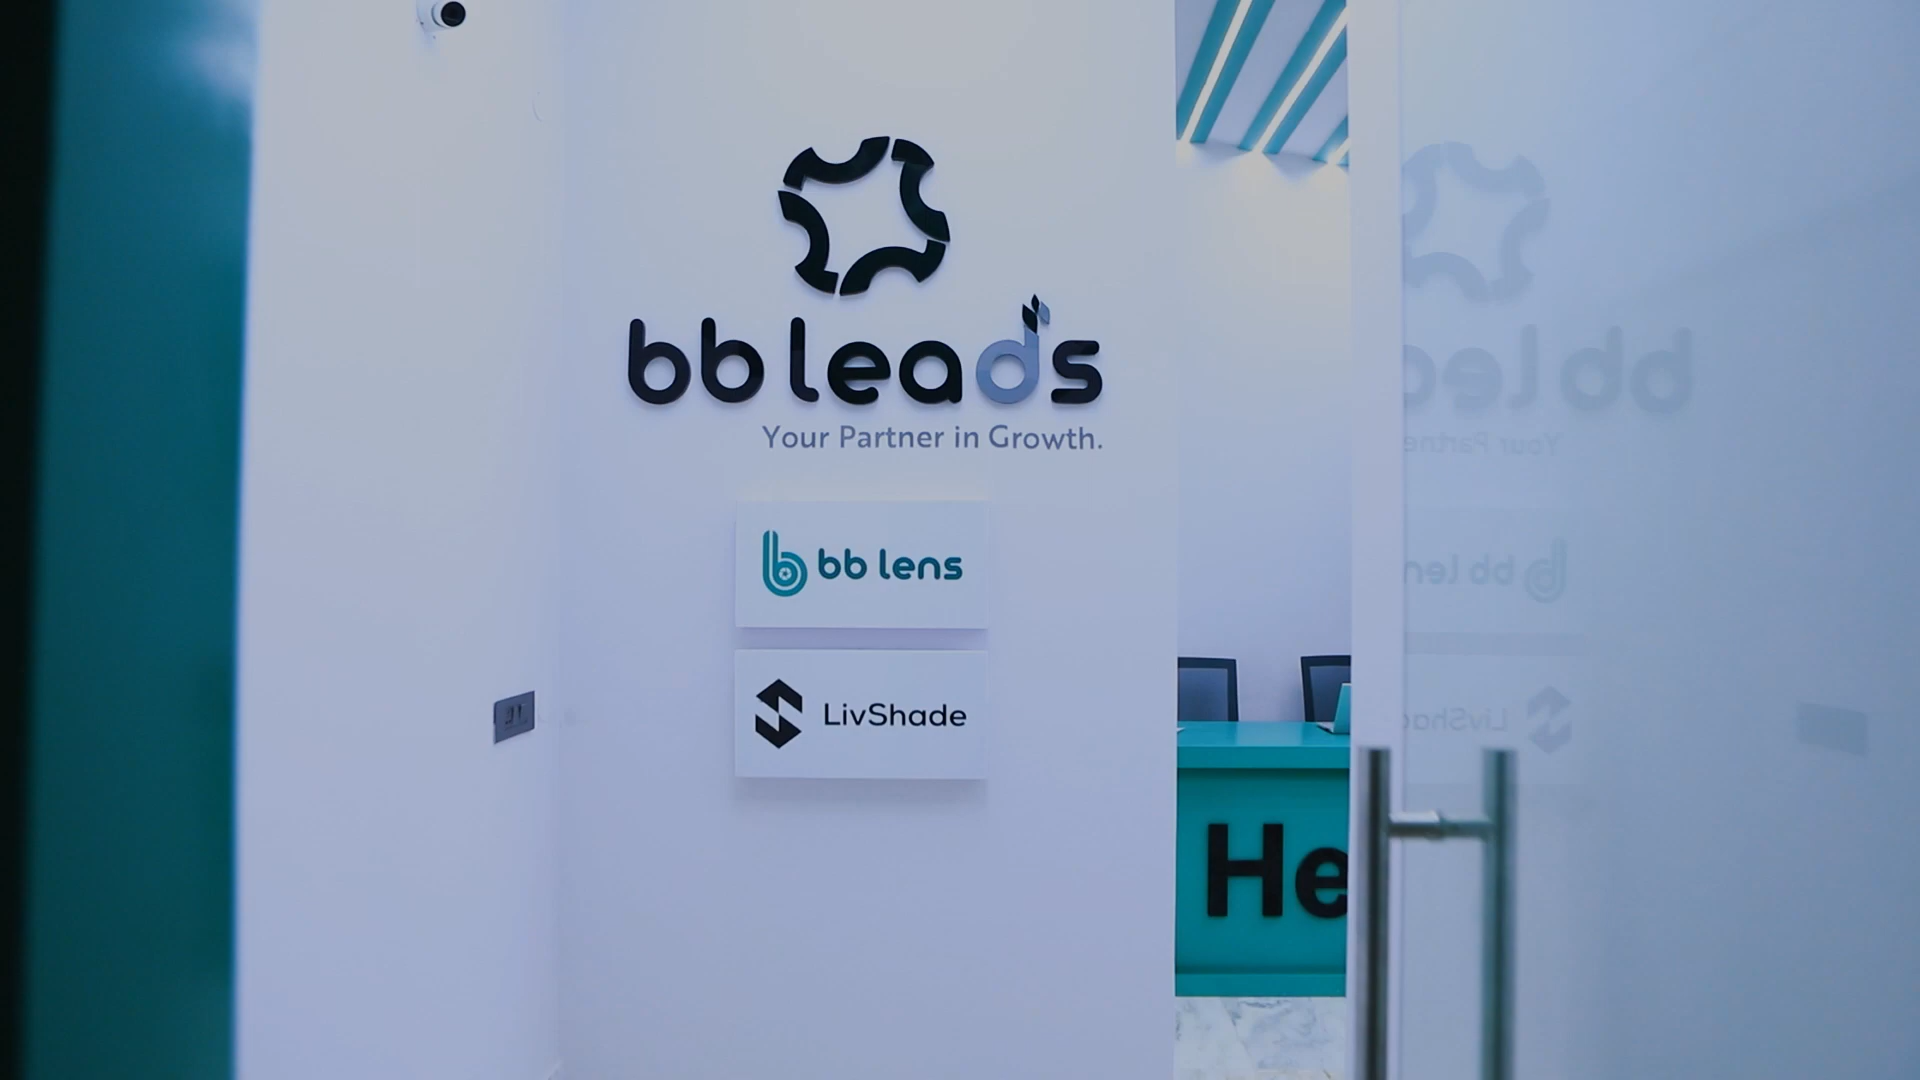 bb leads
Your Partner in Growth.
bb lens
LivShade
He